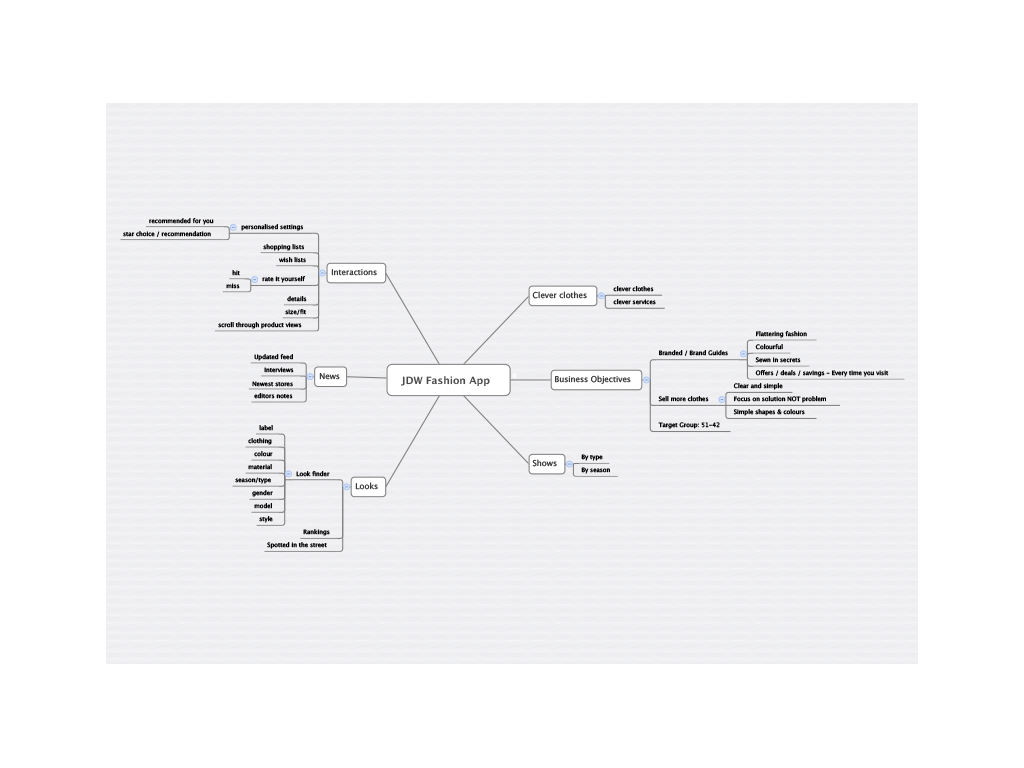 recommended for you
star choice / recommendation
personalised settings
shopping lists
wish lists
hit
miss
rate it yourself
details
size/fit
scroll through product views
Interactions
Updated feed
Interviews
Newest stores
editors notes
News
label
clothing
colour
material
season/type
gender
model
style
Look finder
Rankings
Spotted in the street
Looks
JDW Fashion App
Clever clothes
clever clothes
clever services
Business Objectives
Branded / Brand Guides
Flattering fashion
Colourful
Sewn in secrets
Offers / deals / savings - Every time you visit
Sell more clothes
Clear and simple
Focus on solution NOT problem
Simple shapes & colours
Target Group: 51-42
Shows
By type
By season